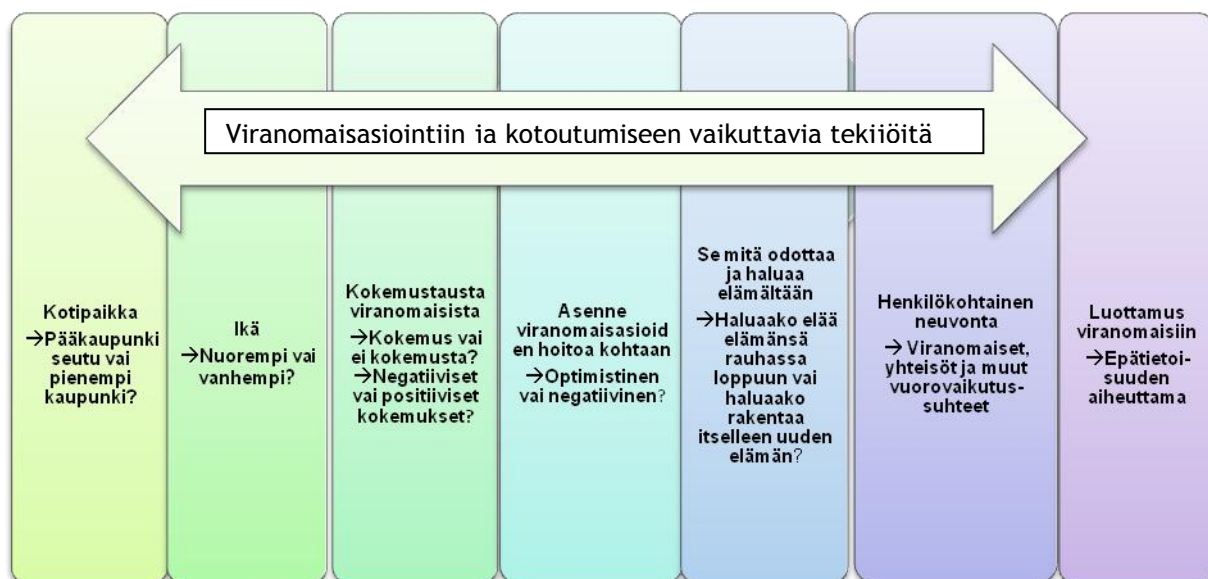 Viranomaisasiointiin ja kotoutumiseen vaikuttavia tekijöitä
Kotipaikka
→Pääkaupunki
seutu vai
pienempi
kaupunki?
Ikä
→Nuorempi vai
vanhempi?
Kokemustausta
viranomaisista
→Kokemus vai
ei kokemusta?
→Negatiiviset
vai positiiviset
kokemukset?
Asenne
viranomaisasioid
en hoitoa kohtaan
→Optimistinen
vai negatiivinen?
Se mitä odottaa
ja haluaa
elämältään
→Haluaako elää
elämänsä
rauhassa
loppuun vai
haluaako
rakentaa
itselleen uuden
elämän?
Henkilökohtainen
neuvonta
→ Viranomaiset,
yhteisöt ja muut
vuorovaikutus-
suhteet
Luottamus
viranomaisiin
→Epätietoi-
suuden
aiheuttama